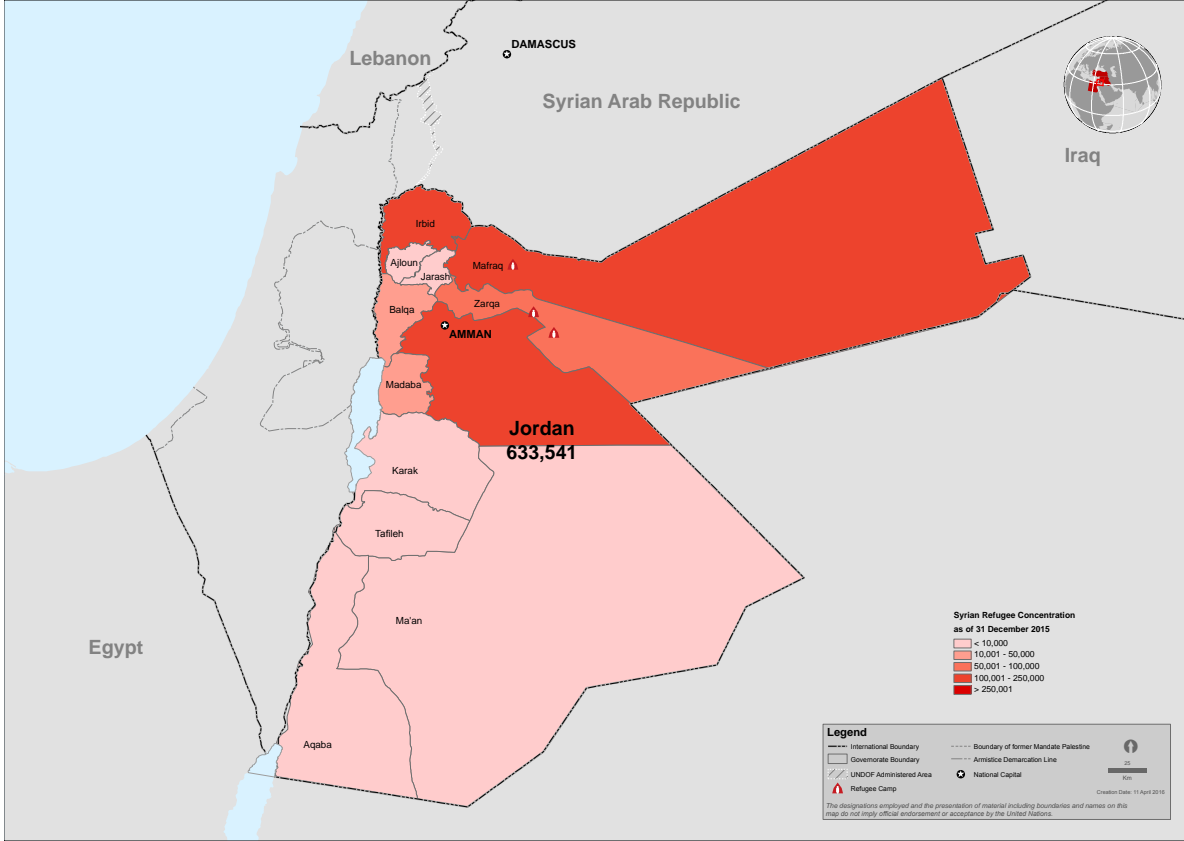 DAMASCUS
Lebanon
Syrian Arab Republic
Iraq
Irbid
Ajloun
Jarash
Mafraq
Balqa
Zarqa
AMMAN
Madaba
Jordan
633,541
Karak
Tafileh
Ma'an
Egypt
Aqaba
Syrian Refugee Concentration
as of 31 December 2015
< 10,000
10,001 - 50,000
50,001 - 100,000
100,001 - 250,000
> 250,001
Legend
International Boundary
Governorate Boundary
UNDOF Administered Area
Refugee Camp
Boundary of former Mandate Palestine
Armistice Demarcation Line
National Capital
25
Km
Creation Date: 11 April 2016
The designations employed and the presentation of material including boundaries and names on this
map do not imply official endorsement or acceptance by the United Nations.